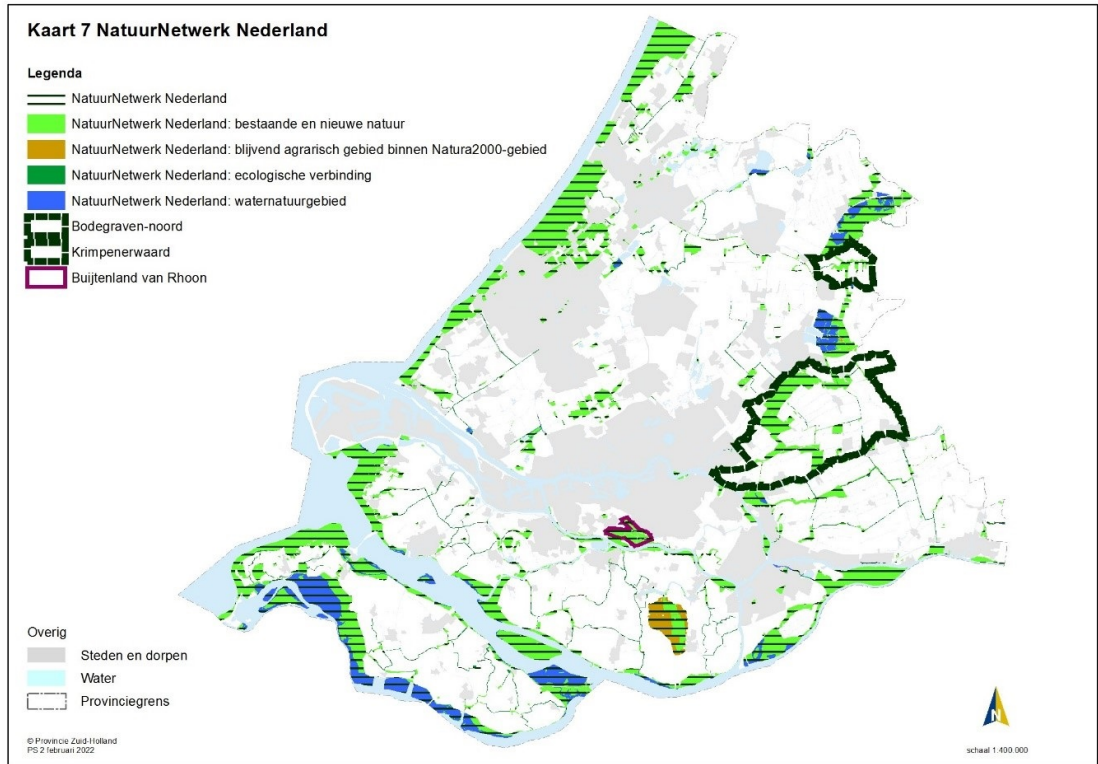 Kaart 7 NatuurNetwerk Nederland
Legenda
NatuurNetwerk Nederland
NatuurNetwerk Nederland: bestaande en nieuwe natuur
NatuurNetwerk Nederland: blijvend agrarisch gebied binnen Natura2000-gebied
NatuurNetwerk Nederland: ecologische verbinding
NatuurNetwerk Nederland: waternatuurgebied
Bodegraven-noord
Krimpenerwaard
Buijtenland van Rhoon
Overig
Steden en dorpen
Water
Provinciegrens
© Provincie Zuid-Holland
PS 2 februari 2022
N
schaal 1:400.000